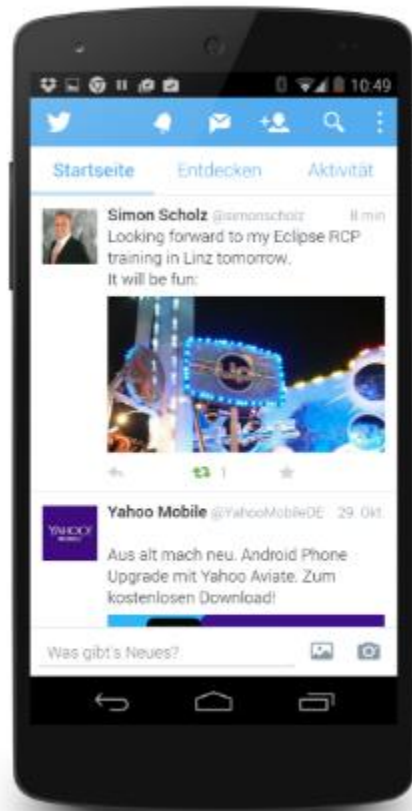 10:49
Startseite Entdecken Aktivität
Simon Scholz @simonscholz 8 min
Looking forward to my Eclipse RCP
training in Linz tomorrow.
It will be fun:
1
Yahoo Mobile @YahooMobileDE 29. Okt.
YAHOO!
MOBILE
Aus alt mach neu. Android Phone
Upgrade mit Yahoo Aviate. Zum
kostenlosen Download!
Was gibt's Neues?